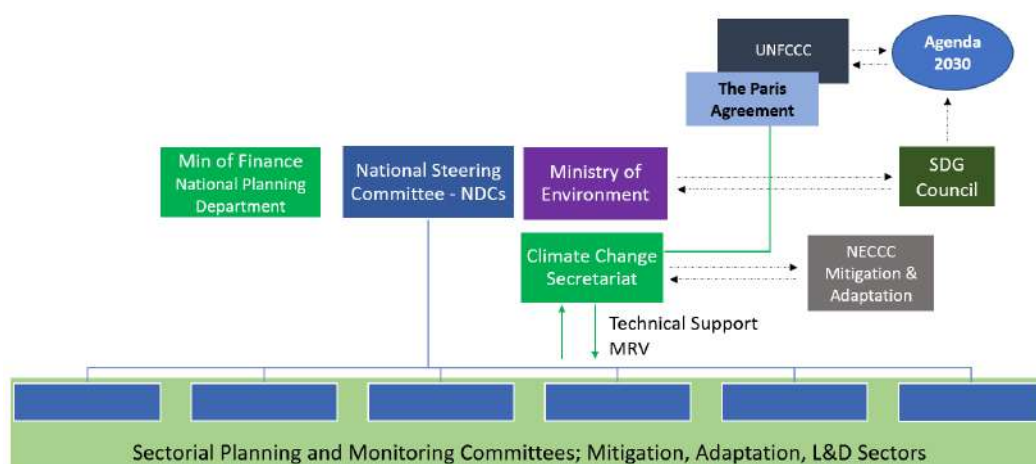 UNFCCC
Agenda
2030
The Paris
Agreement
Min of Finance
National Planning
Department
National Steering
Committee - NDCs
Ministry of
Environment
SDG
Council
Climate Change
Secretariat
NECCC
Mitigation &
Adaptation
Technical Support
MRV
Sectorial Planning and Monitoring Committees; Mitigation, Adaptation, L&D Sectors